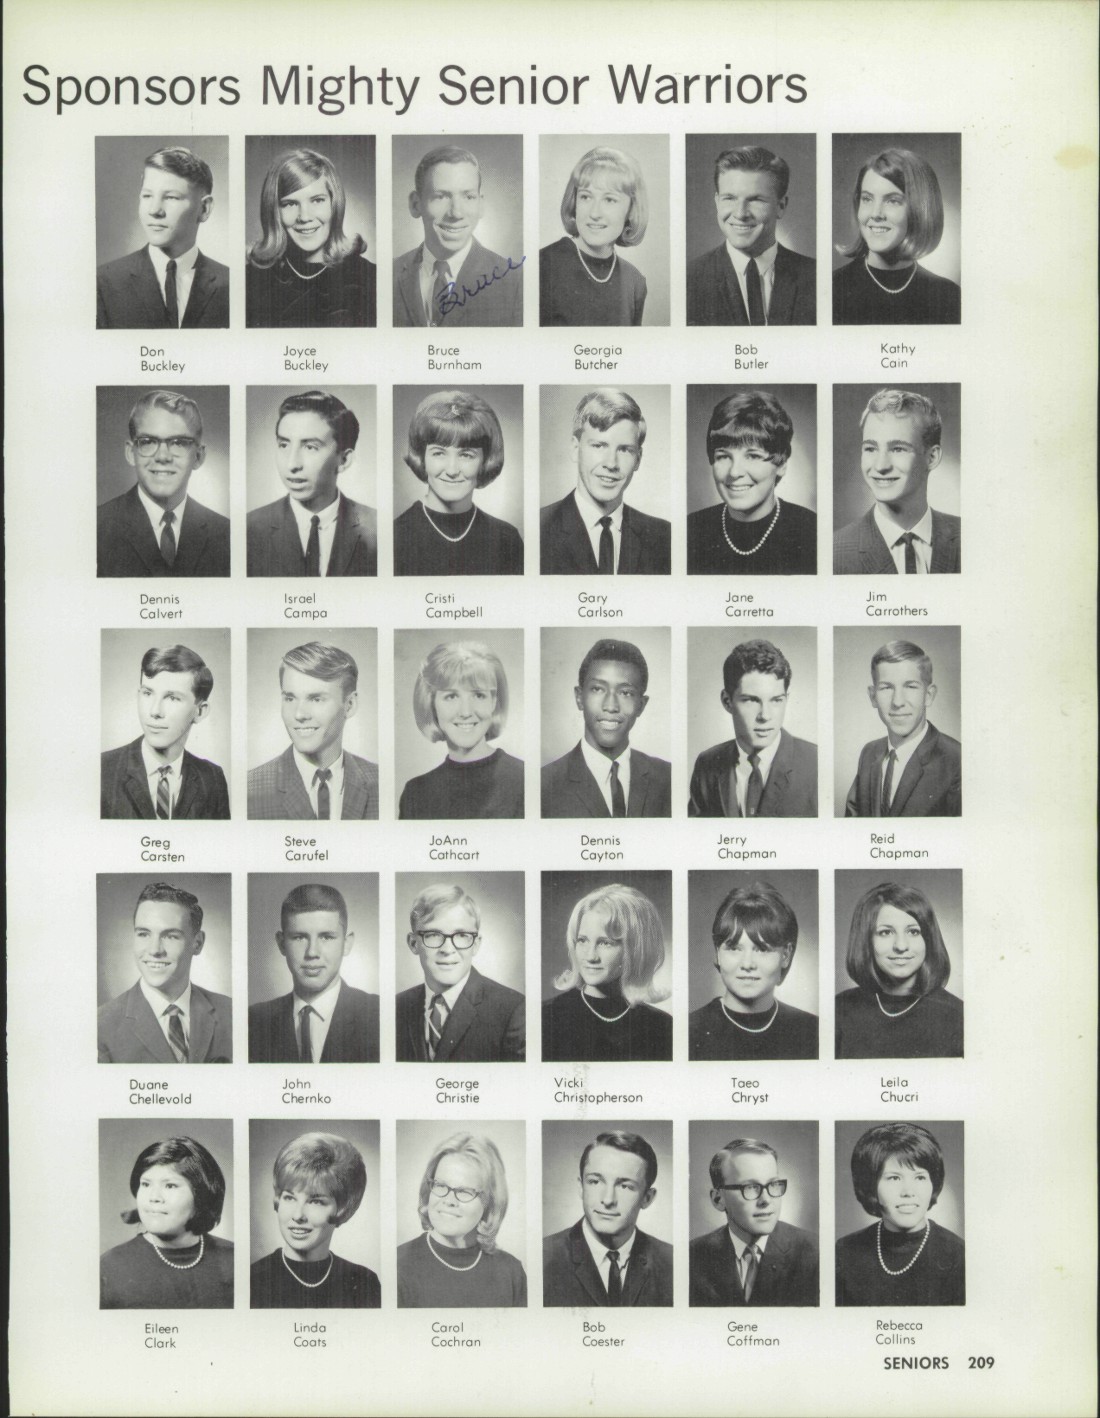 Sponsors Mighty Senior Warriors
Bruce
Don Joyce Bruce Georgia Bob Kathy
Buckley Buckley Burnham Butcher Butler Cain
Dennis Israel Cristi Gary Jane Jim
Calvert Campa Campbell Carlson Carretta Carrothers
Greg Steve JoAnn Dennis Jerry Reid
Carsten Carufel Cathcart Cayton Chapman Chapman
Duane John George Vicki Taeo Leila
Chellevold Chernko Christie Christopherson Chryst Chucri
Eileen Linda Carol Bob Gene Rebecca
Clark Coats Cochran Coester Coffman Collins
SENIORS 209